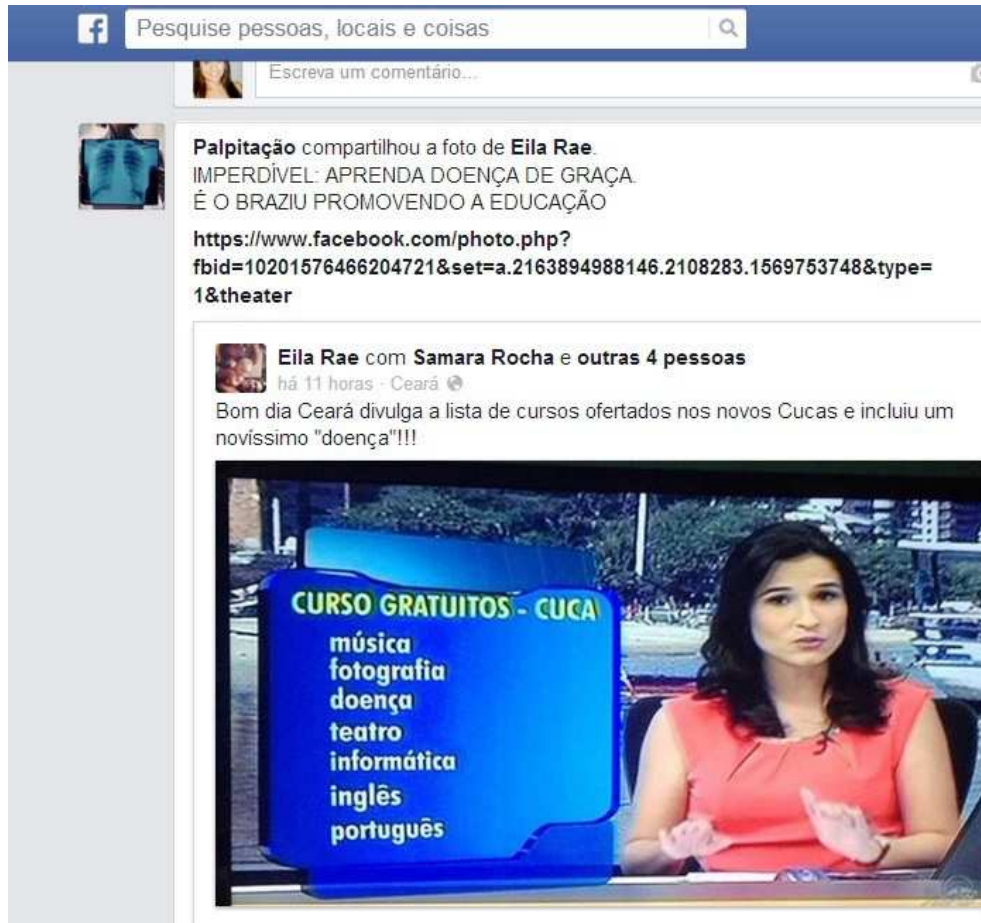 f
Pesquise pessoas, locais e coisas
Escreva um comentário...
Palpitação compartilhou a foto de Eila Rae.
IMPERDÍVEL: APRENDA DOENÇA DE GRAÇA.
É O BRAZIU PROMOVENDO A EDUCAÇÃO
https://www.facebook.com/photo.php?
fbid=10201576466204721&set=a.2163894988146.2108283.1569753748&type=
1&theater
Eila Rae com Samara Rocha e outras 4 pessoas
há 11 horas · Ceará
Bom dia Ceará divulga a lista de cursos ofertados nos novos Cucas e incluiu um
novíssimo "doença"!!!
CURSO GRATUITOS - CUCA
música
fotografia
doença
teatro
informática
inglês
português